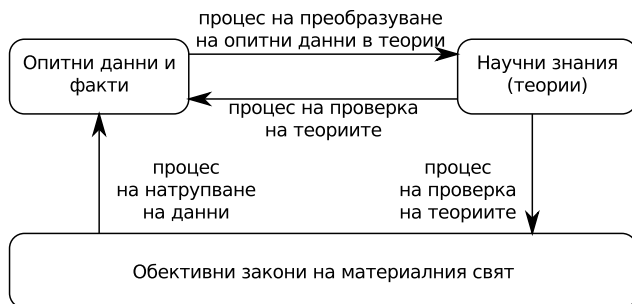 процес на преобразуване
на опитни данни в теории
Опитни данни и
факти
Научни знания
(теории)
процес на проверка
на теориите
процес
на натрупване
на данни
процес
на проверка
на теориите
Обективни закони на материалния свят